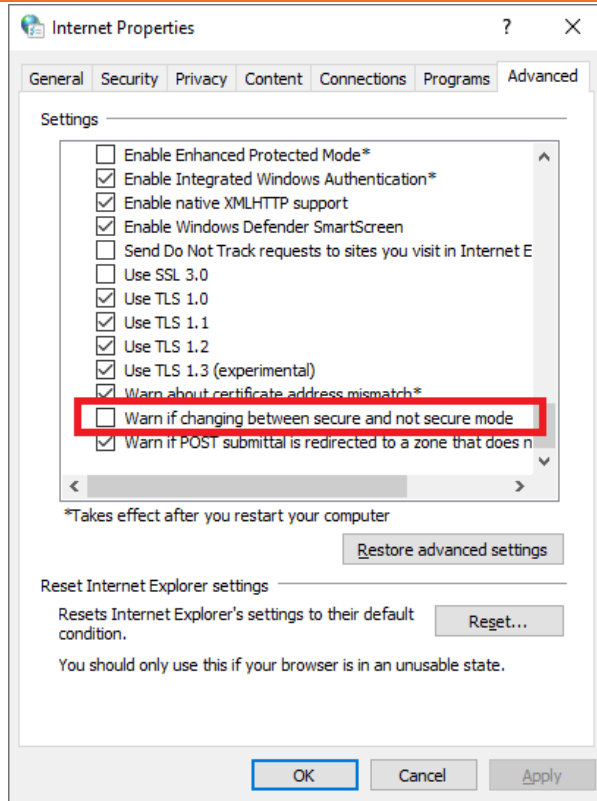 Internet Properties ? ✕
General Security Privacy Content Connections Programs Advanced
Settings
Enable Enhanced Protected Mode*
Enable Integrated Windows Authentication*
Enable native XMLHTTP support
Enable Windows Defender SmartScreen
Send Do Not Track requests to sites you visit in Internet E
Use SSL 3.0
Use TLS 1.0
Use TLS 1.1
Use TLS 1.2
Use TLS 1.3 (experimental)
Warn about certificate address mismatch*
Warn if changing between secure and not secure mode
Warn if POST submittal is redirected to a zone that does n
*Takes effect after you restart your computer
Restore advanced settings
Reset Internet Explorer settings
Resets Internet Explorer's settings to their default
condition.
Reset...
You should only use this if your browser is in an unusable state.
OK Cancel Apply